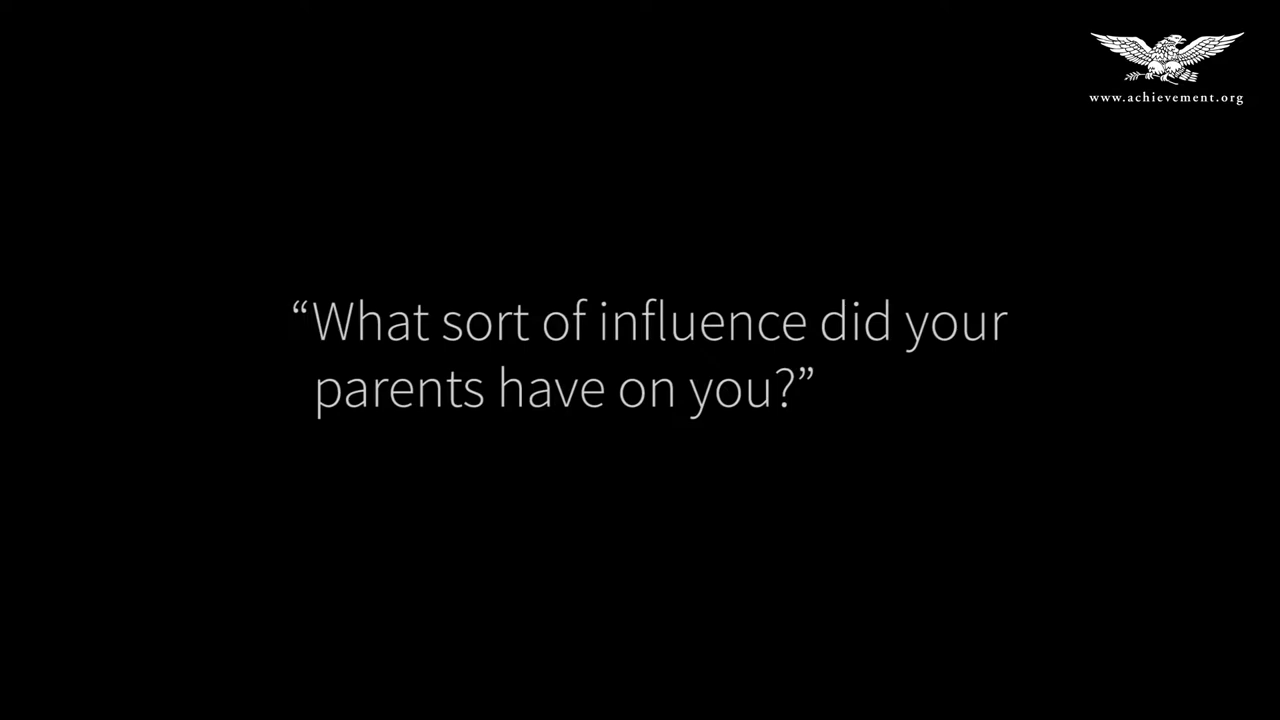 www.achievement.org
“What sort of influence did your
parents have on you?”